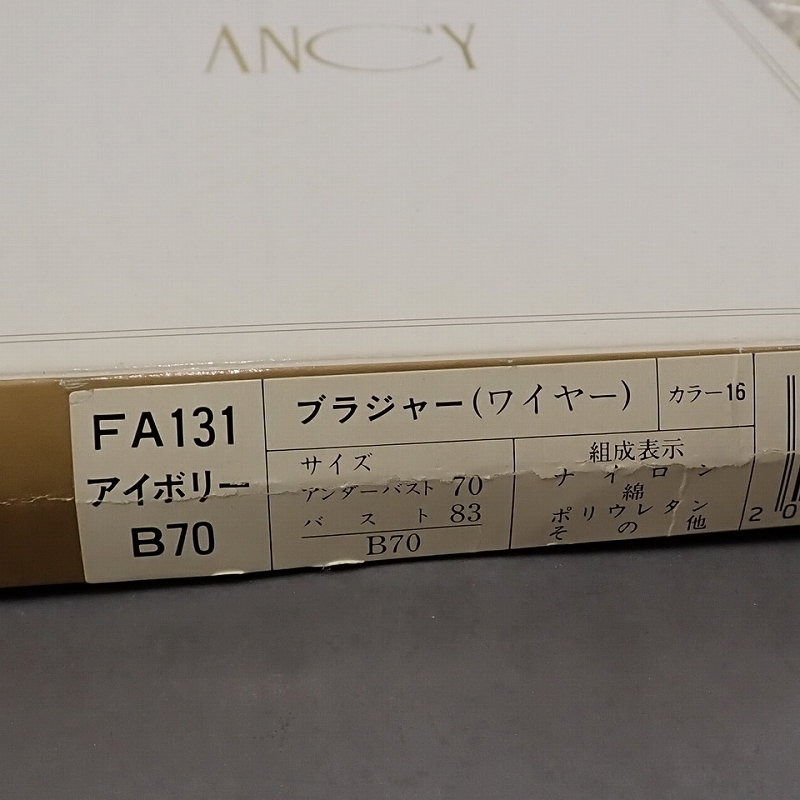 ANCY
FA131
アイボリー
B70
ブラジャー(ワイヤー)
カラー16
サイズ
アンダーバスト 70
バスト 83
B70
組成表示
ナイロン
綿
ポリウレタン
その他
20